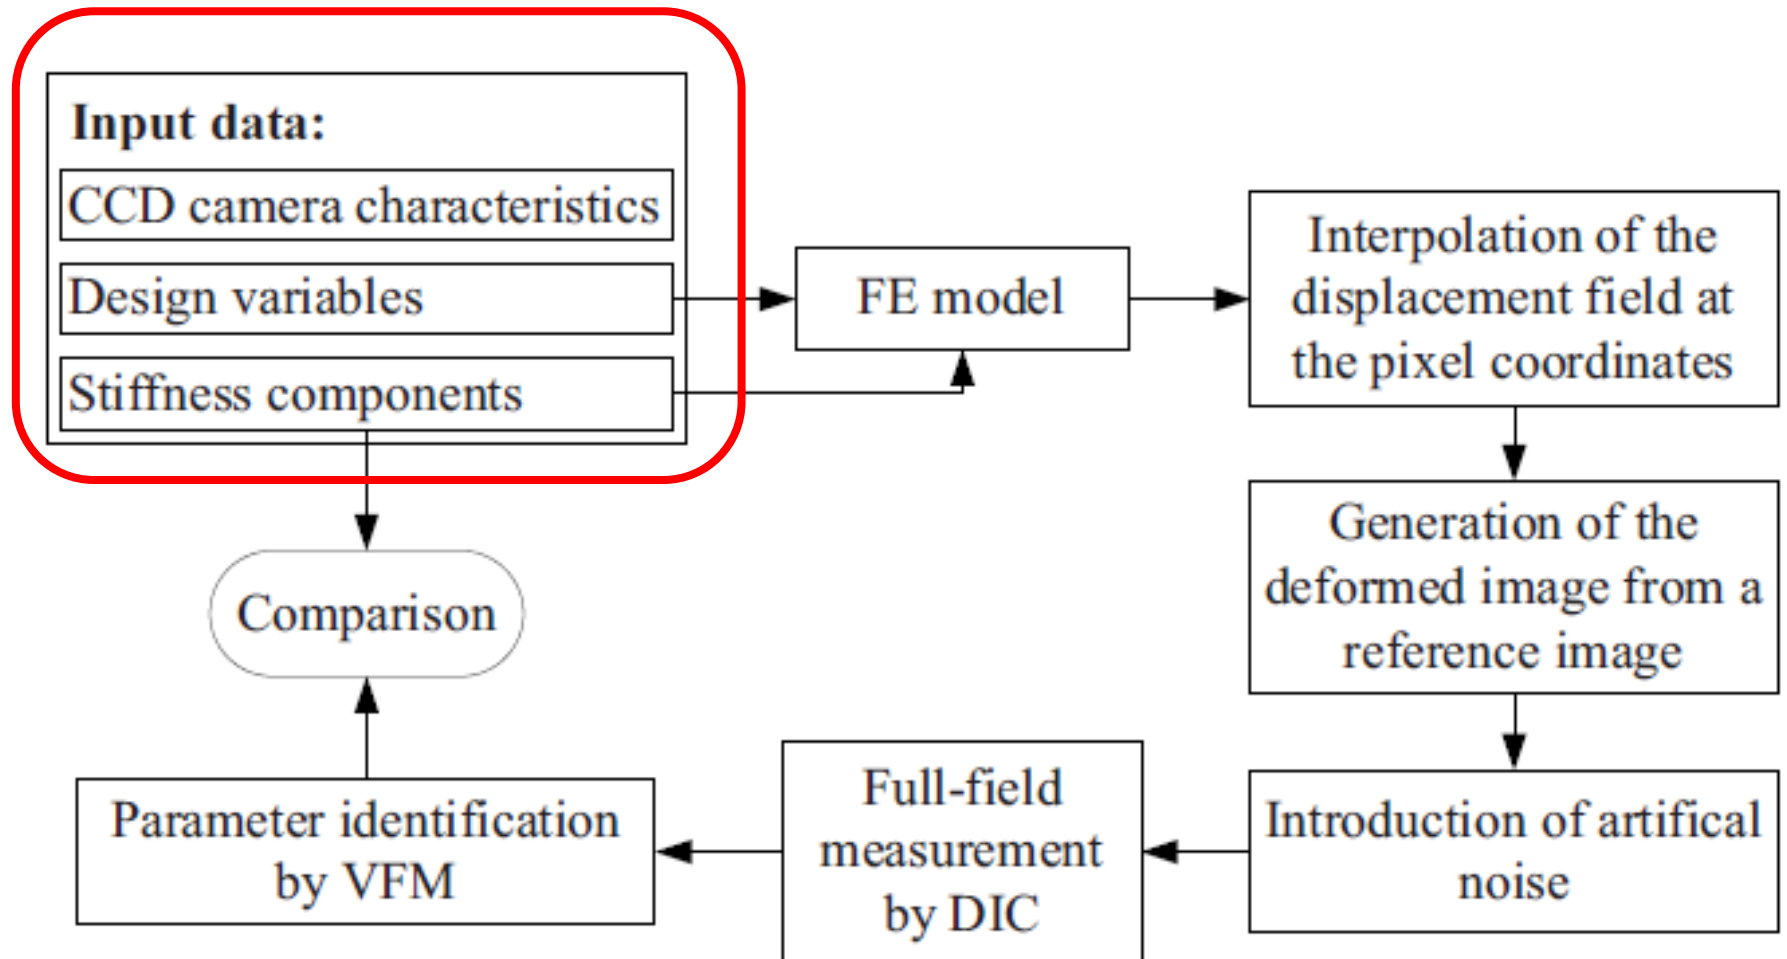 Input data:
CCD camera characteristics
Design variables
Stiffness components
FE model
Interpolation of the
displacement field at
the pixel coordinates
Generation of the
deformed image from a
reference image
Introduction of artifical
noise
Full-field
measurement
by DIC
Parameter identification
by VFM
Comparison